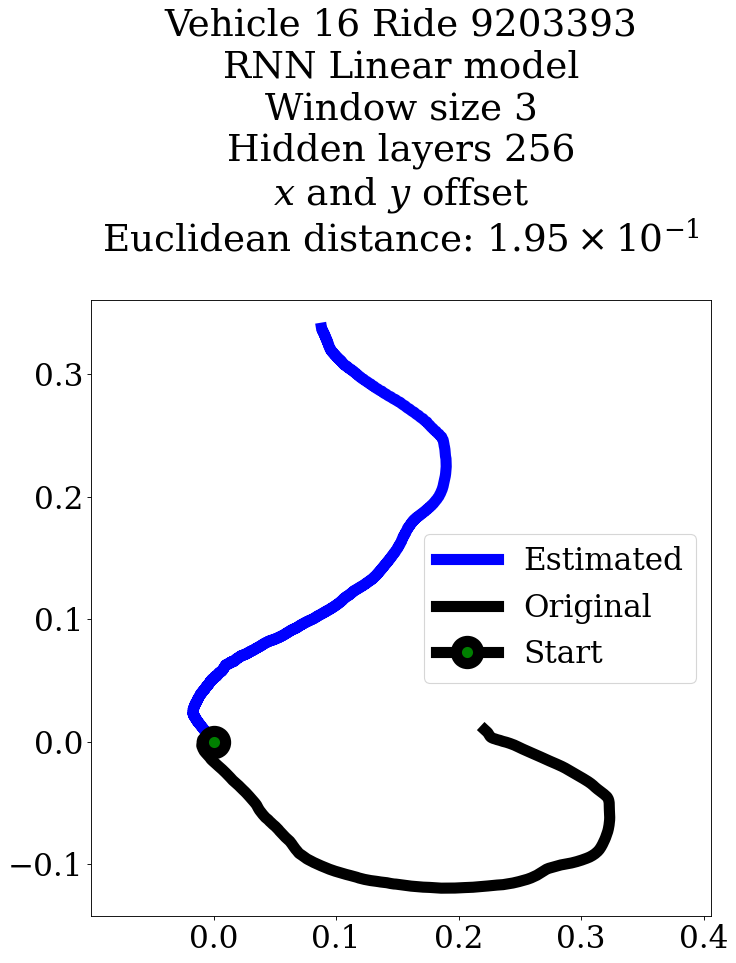 Vehicle 16 Ride 9203393
RNN Linear model
Window size 3
Hidden layers 256
x and y offset
Euclidean distance: 1.95 × 10⁻¹
0.3
0.2
0.1
0.0
−0.1
Estimated
Original
Start
0.0 0.1 0.2 0.3 0.4